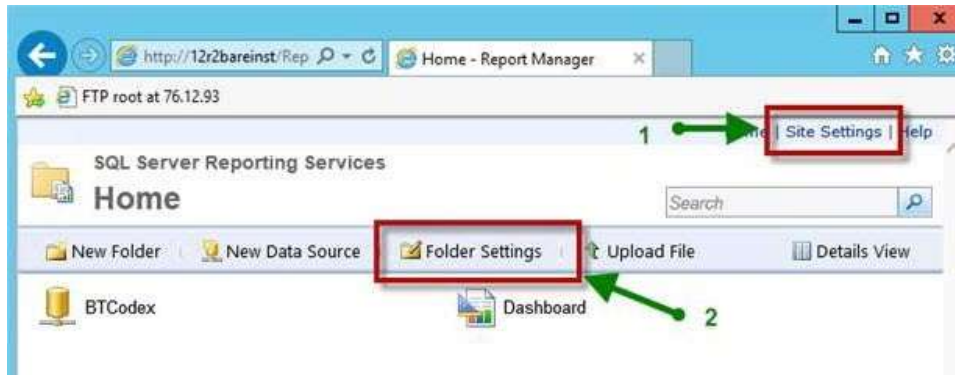 http://12r2bareinst/Rep
Home - Report Manager
FTP root at 76.12.93
1
| Site Settings | Help
SQL Server Reporting Services
Home
Search
New Folder
New Data Source
Folder Settings
Upload File
Details View
BTCodex
Dashboard
2